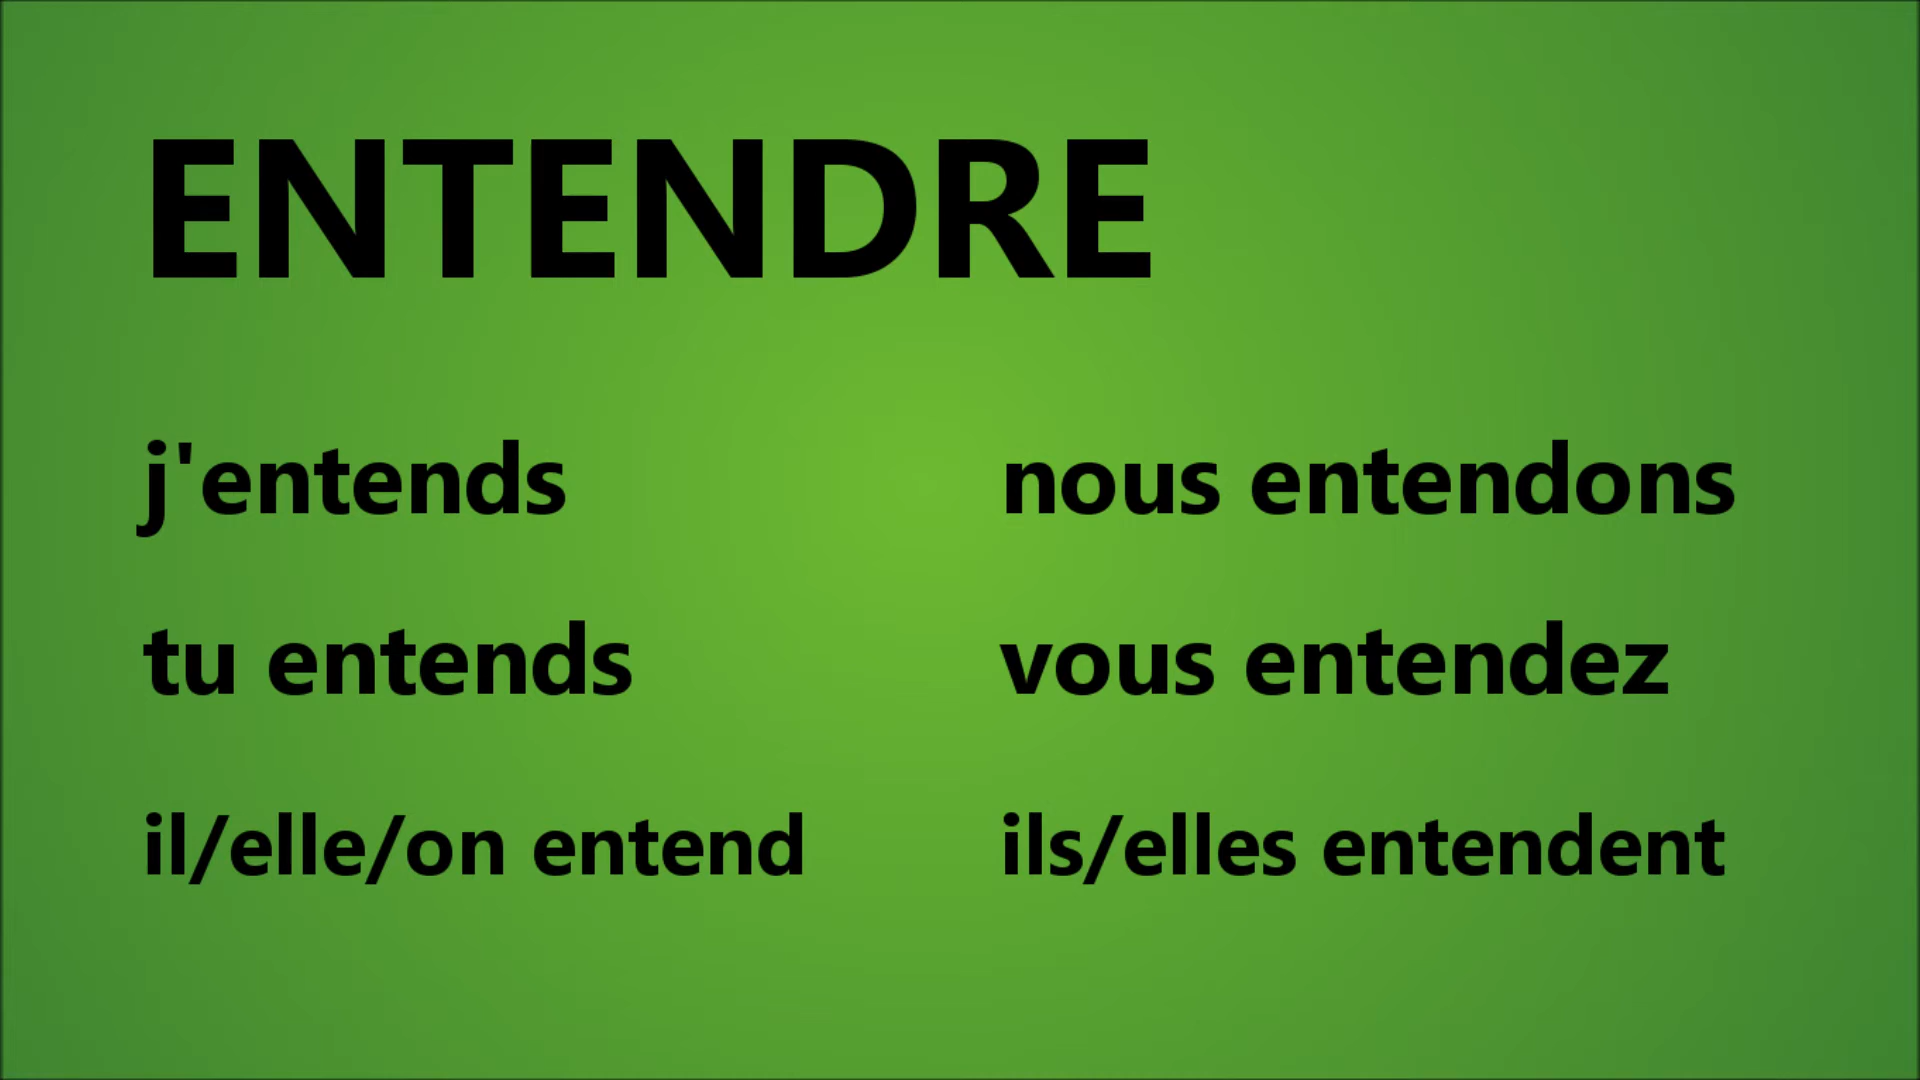 ENTENDRE
j'entends
tu entends
il/elle/on entend
nous entendons
vous entendez
ils/elles entendent